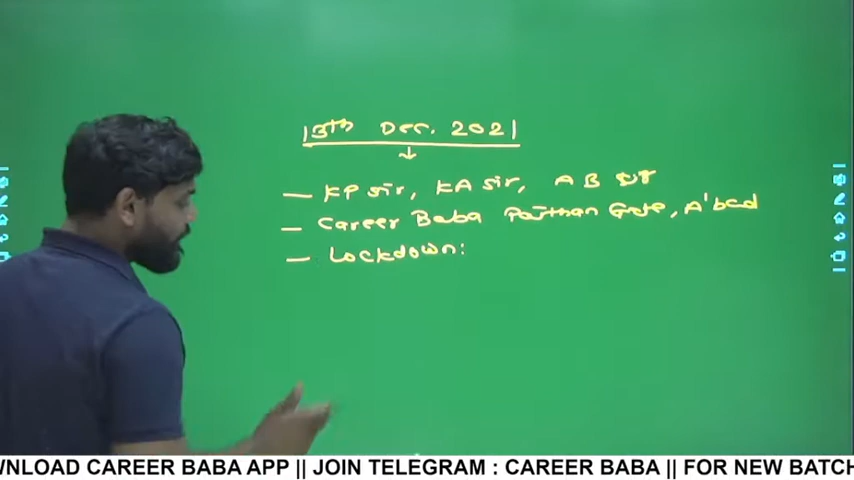 13th Dec. 2021
— KP sir, KA sir, AB sir
— Career Baba Paithan Gate, A'bad
— Lockdown:
WNLOAD CAREER BABA APP || JOIN TELEGRAM : CAREER BABA || FOR NEW BATCH